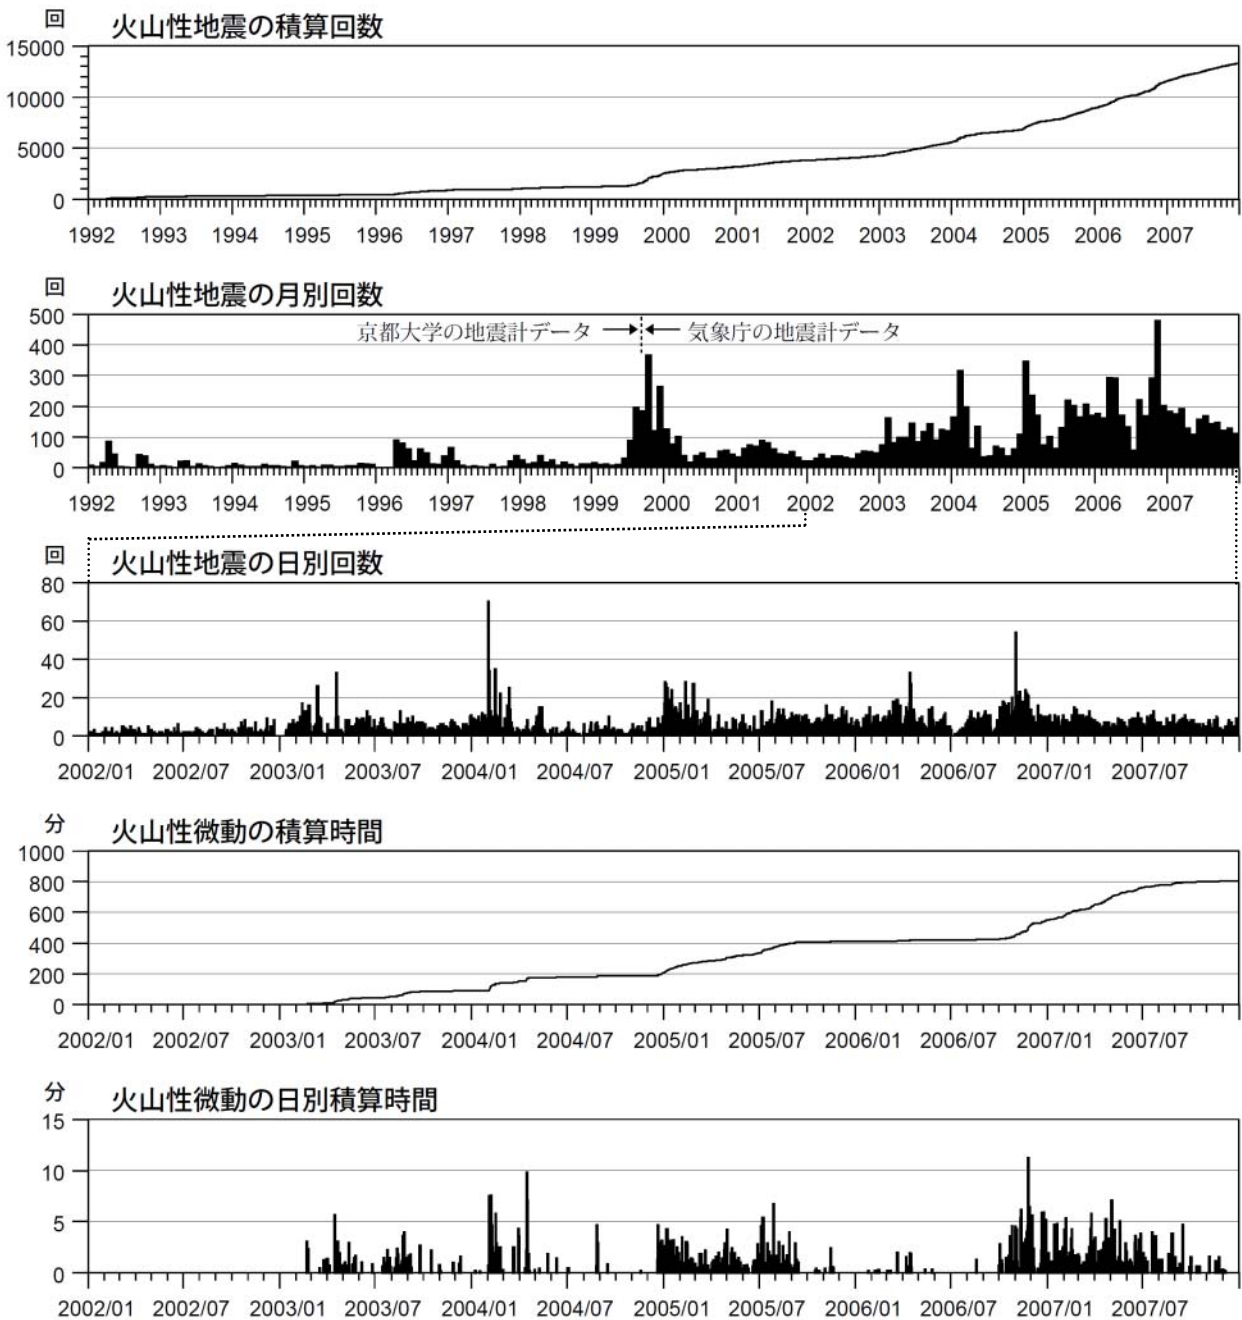 回 火山性地震の積算回数
15000
10000
5000
0
1992 1993 1994 1995 1996 1997 1998 1999 2000 2001 2002 2003 2004 2005 2006 2007
回 火山性地震の月別回数
500
京都大学の地震計データ 気象庁の地震計データ
400
300
200
100
0
1992 1993 1994 1995 1996 1997 1998 1999 2000 2001 2002 2003 2004 2005 2006 2007
回 火山性地震の日別回数
80
60
40
20
0
2002/01 2002/07 2003/01 2003/07 2004/01 2004/07 2005/01 2005/07 2006/01 2006/07 2007/01 2007/07
分 火山性微動の積算時間
1000
800
600
400
200
0
2002/01 2002/07 2003/01 2003/07 2004/01 2004/07 2005/01 2005/07 2006/01 2006/07 2007/01 2007/07
分 火山性微動の日別積算時間
15
10
5
0
2002/01 2002/07 2003/01 2003/07 2004/01 2004/07 2005/01 2005/07 2006/01 2006/07 2007/01 2007/07